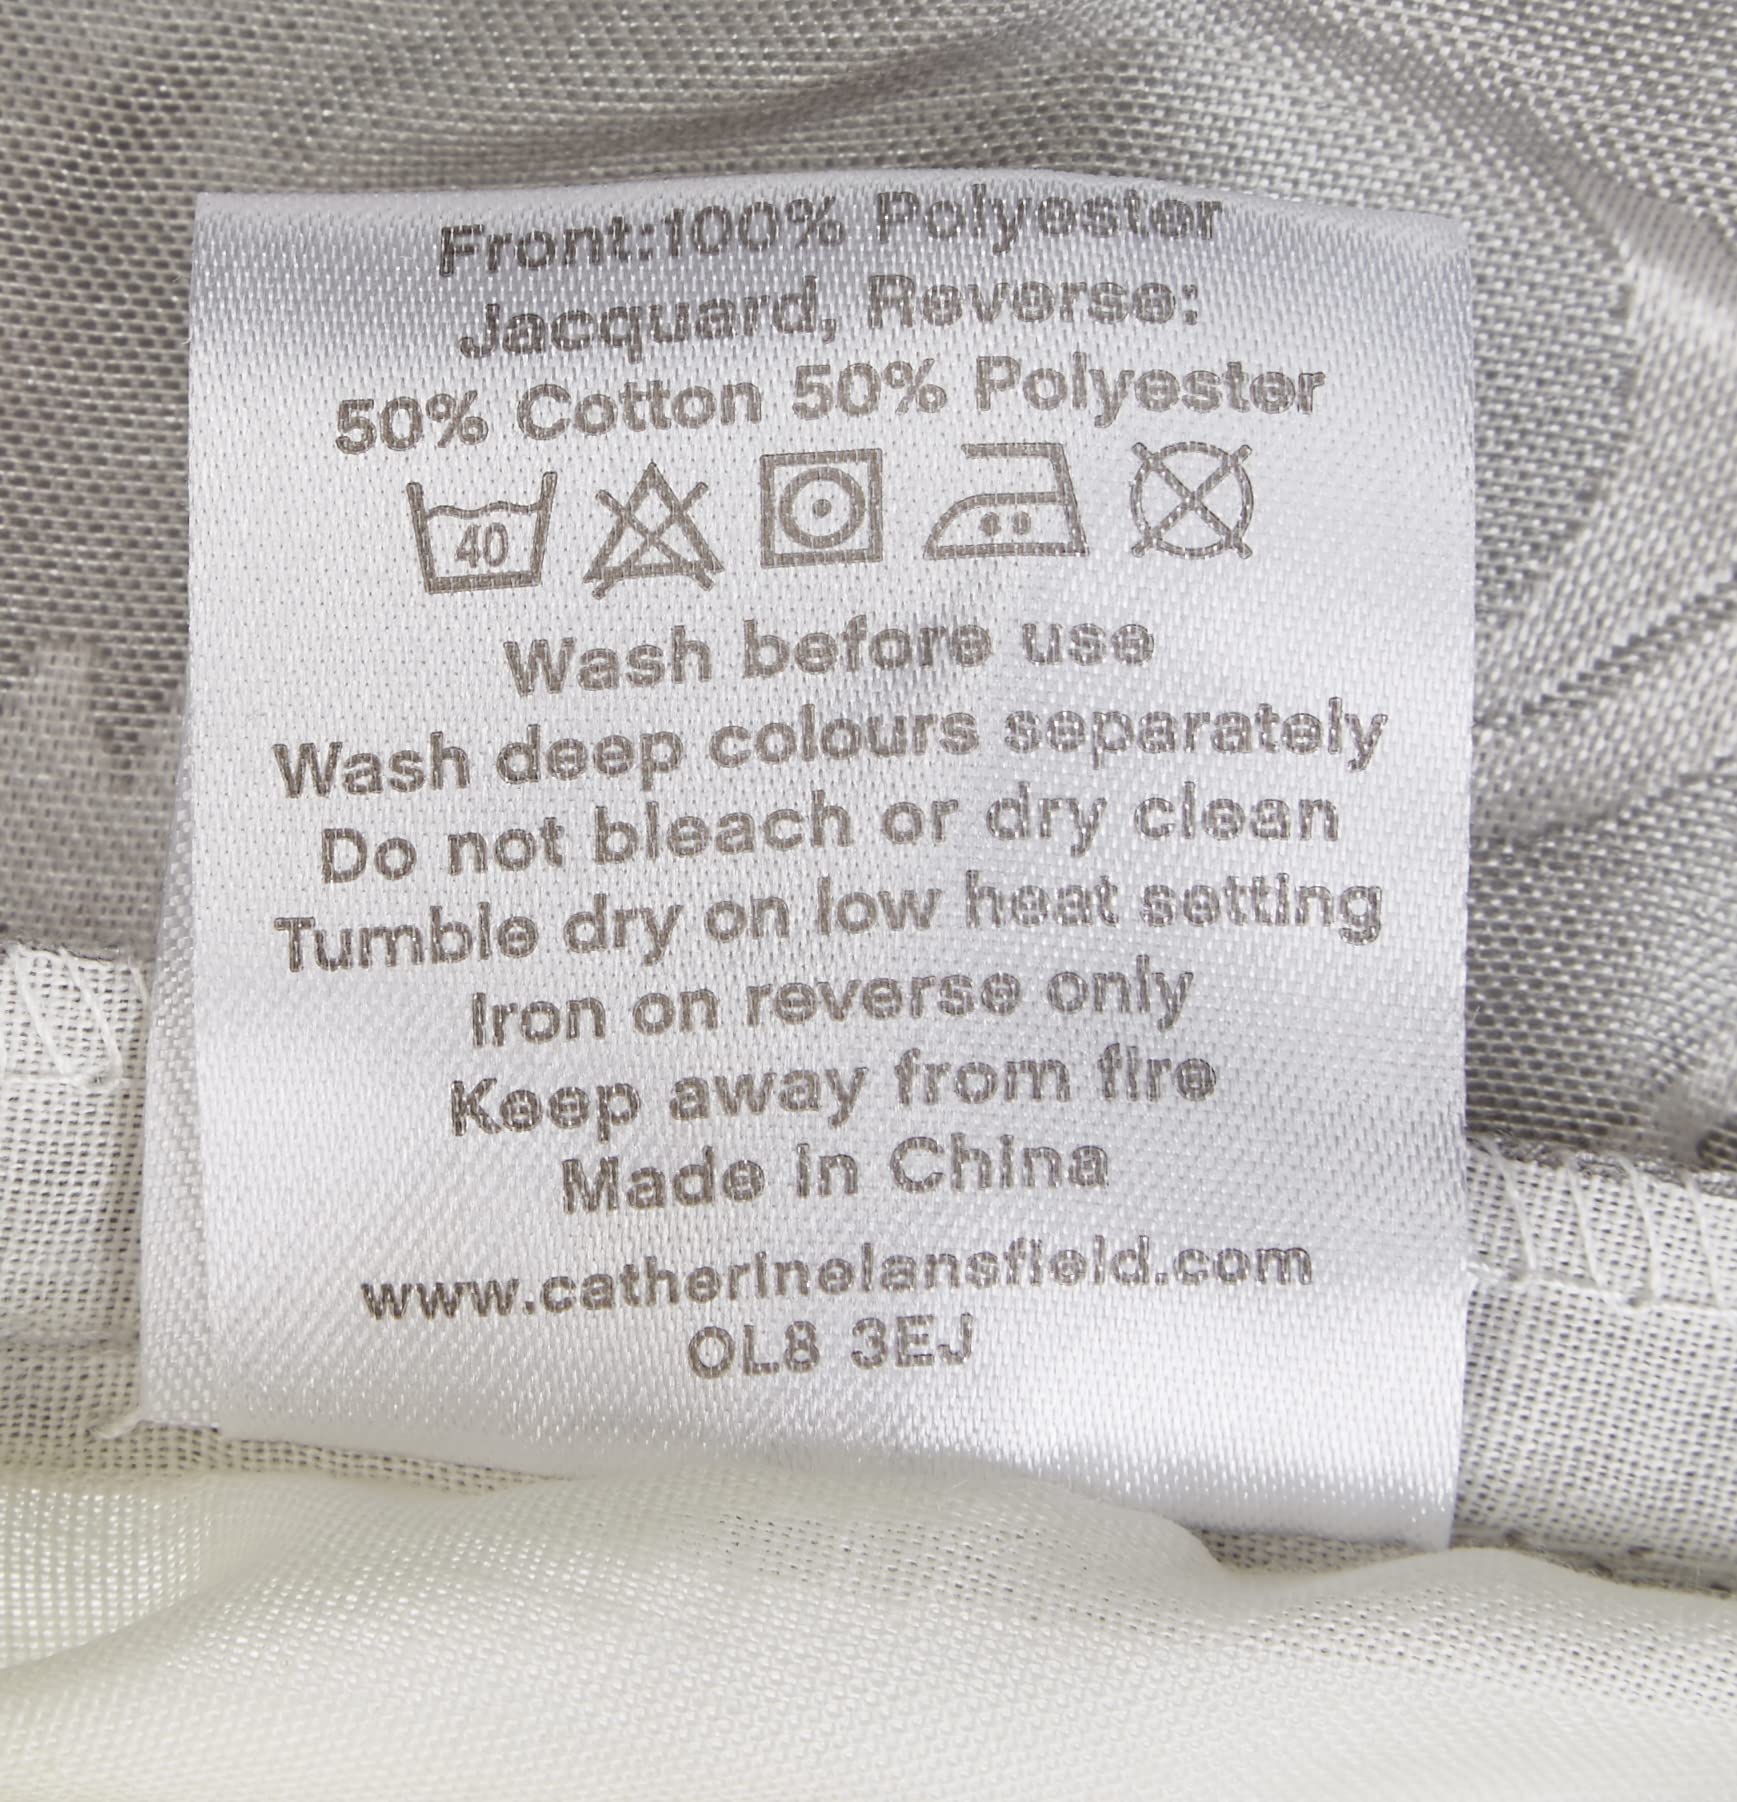 Front:100% Polyester
Jacquard, Reverse:
50% Cotton 50% Polyester
40
Wash before use
Wash deep colours separately
Do not bleach or dry clean
Tumble dry on low heat setting
Iron on reverse only
Keep away from fire
Made in China
www.catherinelansfield.com
OL8 3EJ